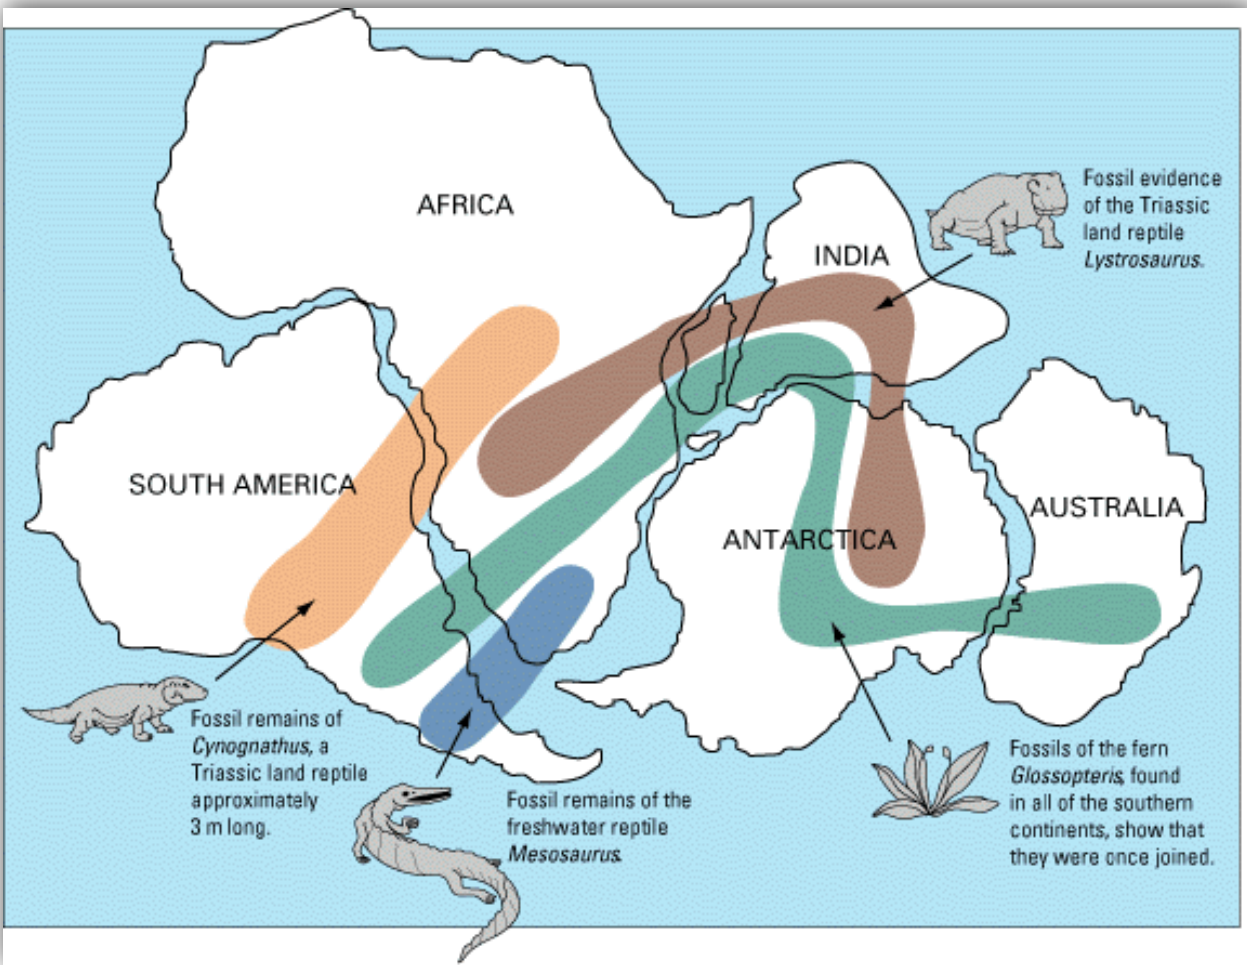 AFRICA
INDIA
Fossil evidence
of the Triassic
land reptile
Lystrosaurus.
SOUTH AMERICA
ANTARCTICA
AUSTRALIA
Fossil remains of
Cynognathus, a
Triassic land reptile
approximately
3 m long.
Fossil remains of the
freshwater reptile
Mesosaurus.
Fossils of the fern
Glossopteris, found
in all of the southern
continents, show that
they were once joined.